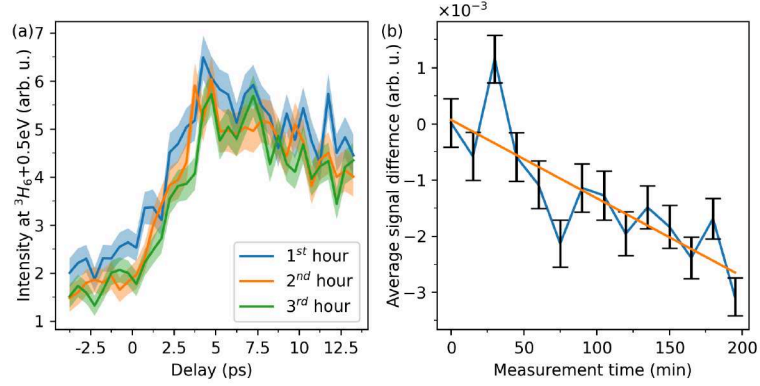 (a)
7
6
5
4
3
2
1
Intensity at ³H₆+0.5eV (arb. u.)
-2.5 0 2.5 5 7.5 10 12.5
Delay (ps)
1ˢᵗ hour
2ⁿᵈ hour
3ʳᵈ hour
(b)
×10⁻³
1
0
−1
−2
−3
Average signal differnce (arb. u.)
0 50 100 150 200
Measurement time (min)